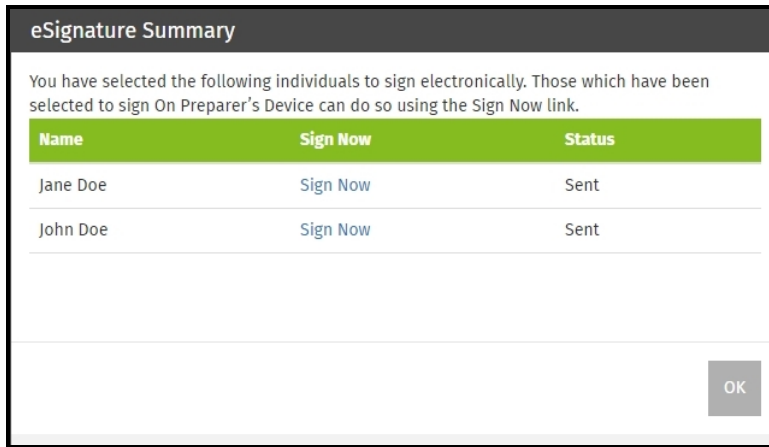 eSignature Summary
You have selected the following individuals to sign electronically. Those which have been
selected to sign On Preparer's Device can do so using the Sign Now link.
Name Sign Now Status
Jane Doe Sign Now Sent
John Doe Sign Now Sent
OK